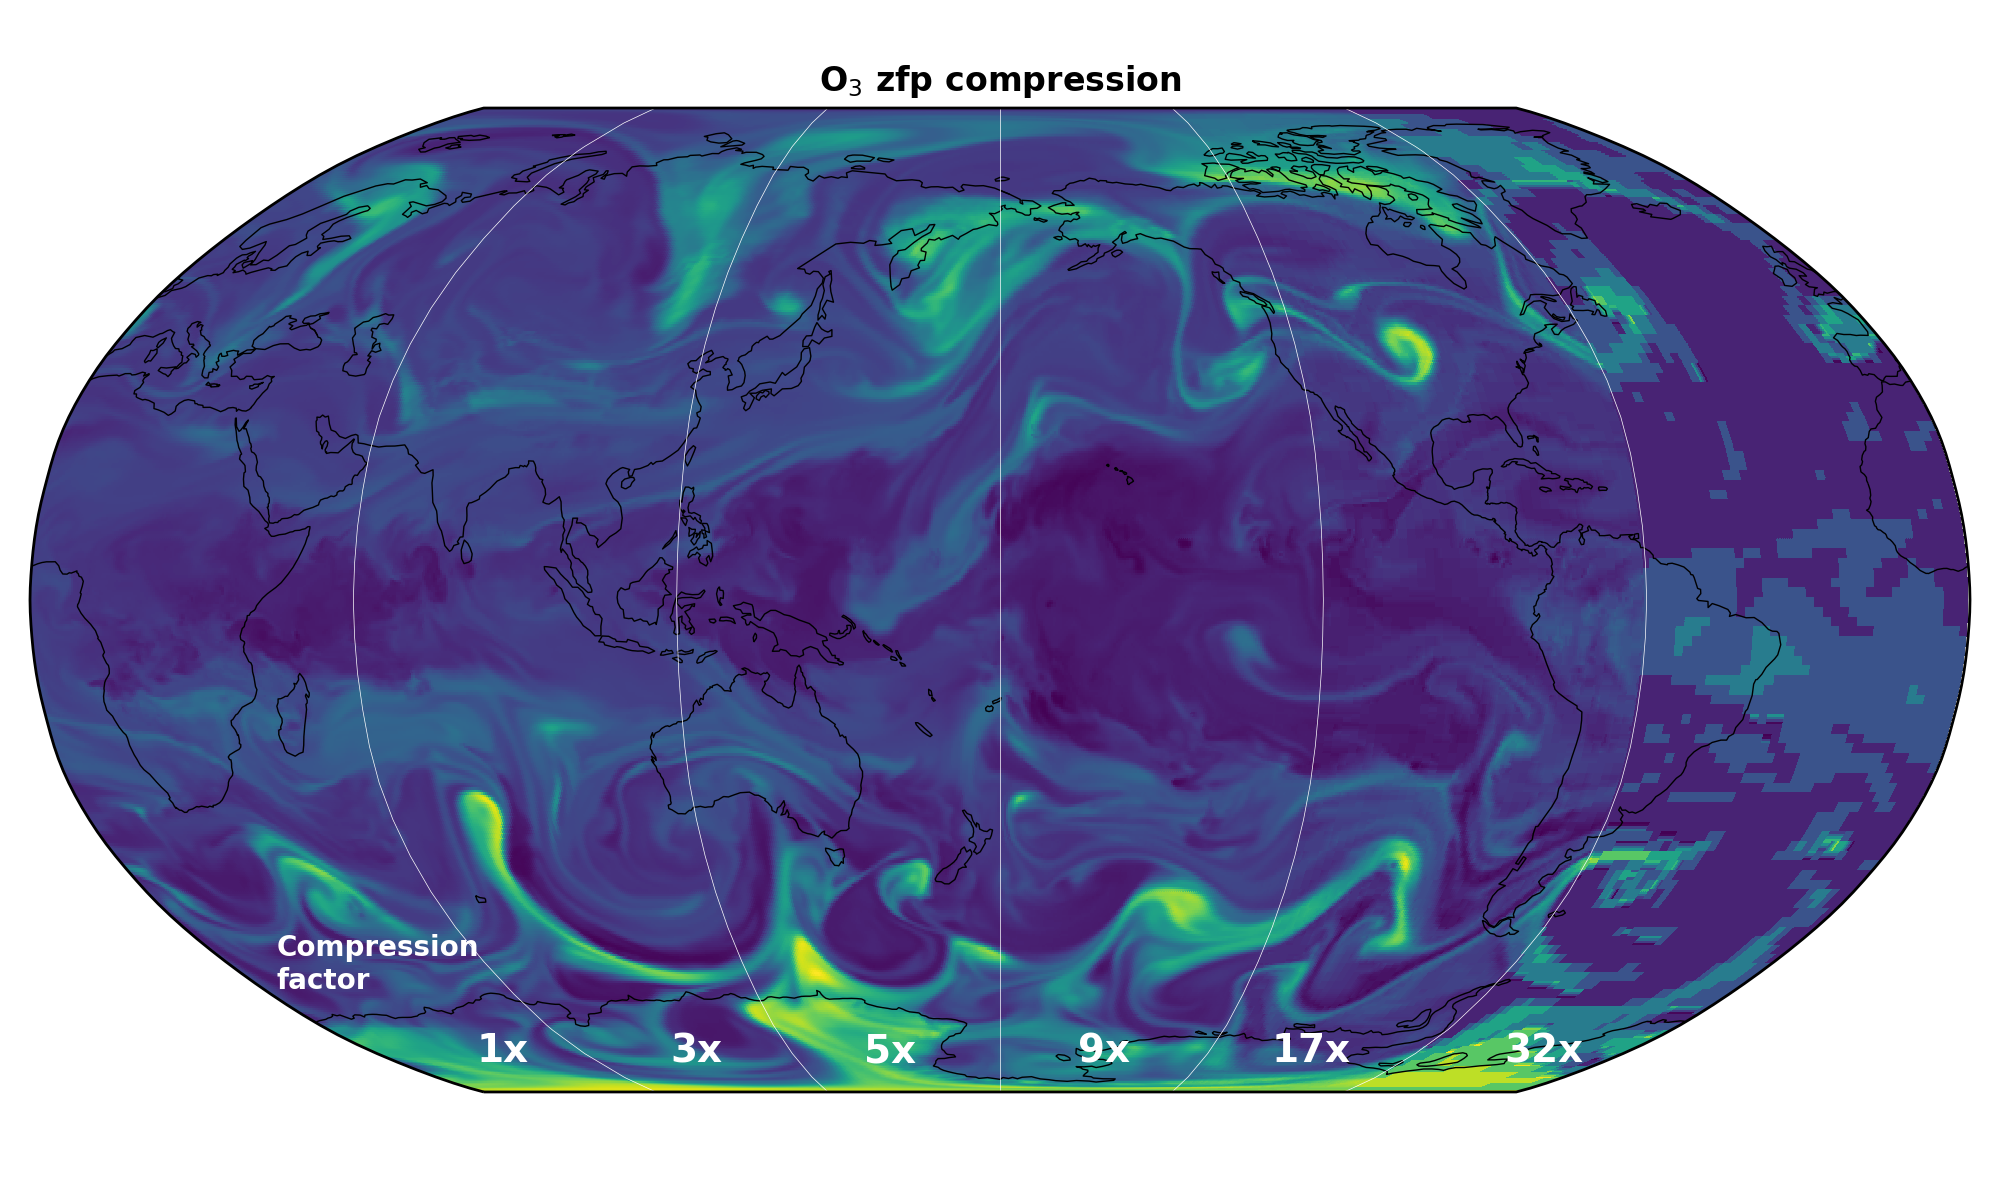 O₃ zfp compression
Compression
factor
1x 3x 5x 9x 17x 32x